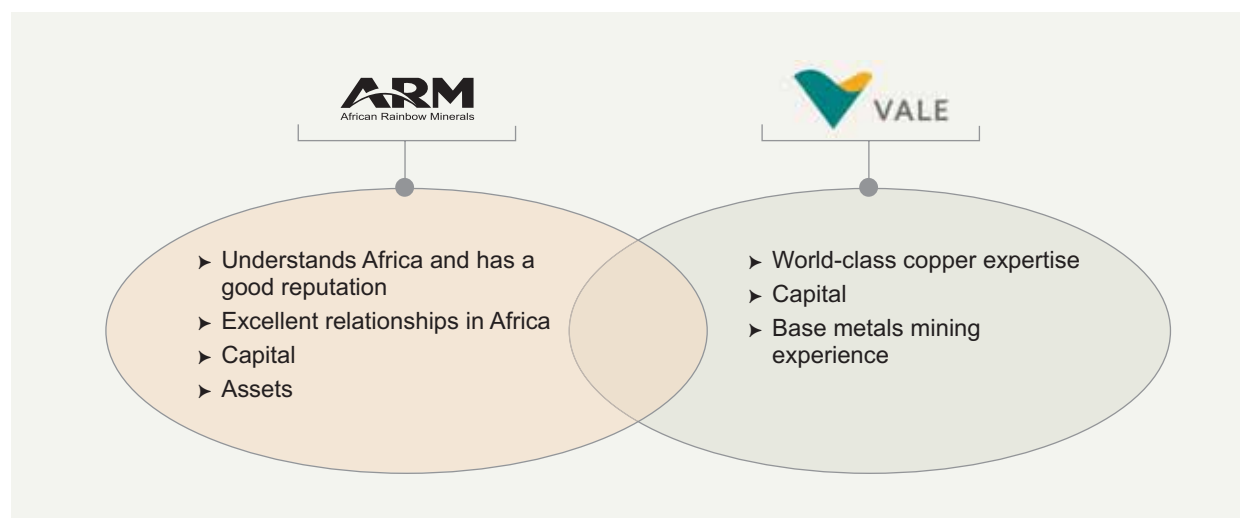 ARM
African Rainbow Minerals
VALE
➤ Understands Africa and has a
good reputation
➤ Excellent relationships in Africa
➤ Capital
➤ Assets
➤ World-class copper expertise
➤ Capital
➤ Base metals mining
experience